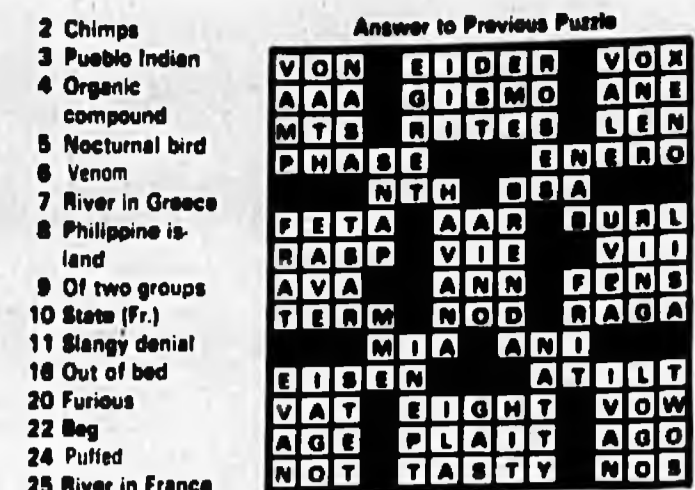 2 Chimps
3 Pueblo Indian
4 Organic
compound
5 Nocturnal bird
6 Venom
7 River in Greece
8 Philippine is-
land
9 Of two groups
10 State (Fr.)
11 Slangy denial
18 Out of bed
20 Furious
22 Beg
24 Puffed
25 River in France
Answer to Previous Puzzle
VON EIDER VOX
AAA GISMO ANE
MTS RITES LEN
PHASE ENERO
NTH BSA
FETA AAR BURL
RASP VIE VII
AVA ANN FENS
TERM NOD RAGA
MIA ANI
EISEN ATILT
VAT EIGHT VOW
AGE PLAIT AGO
NOT TASTY NOS